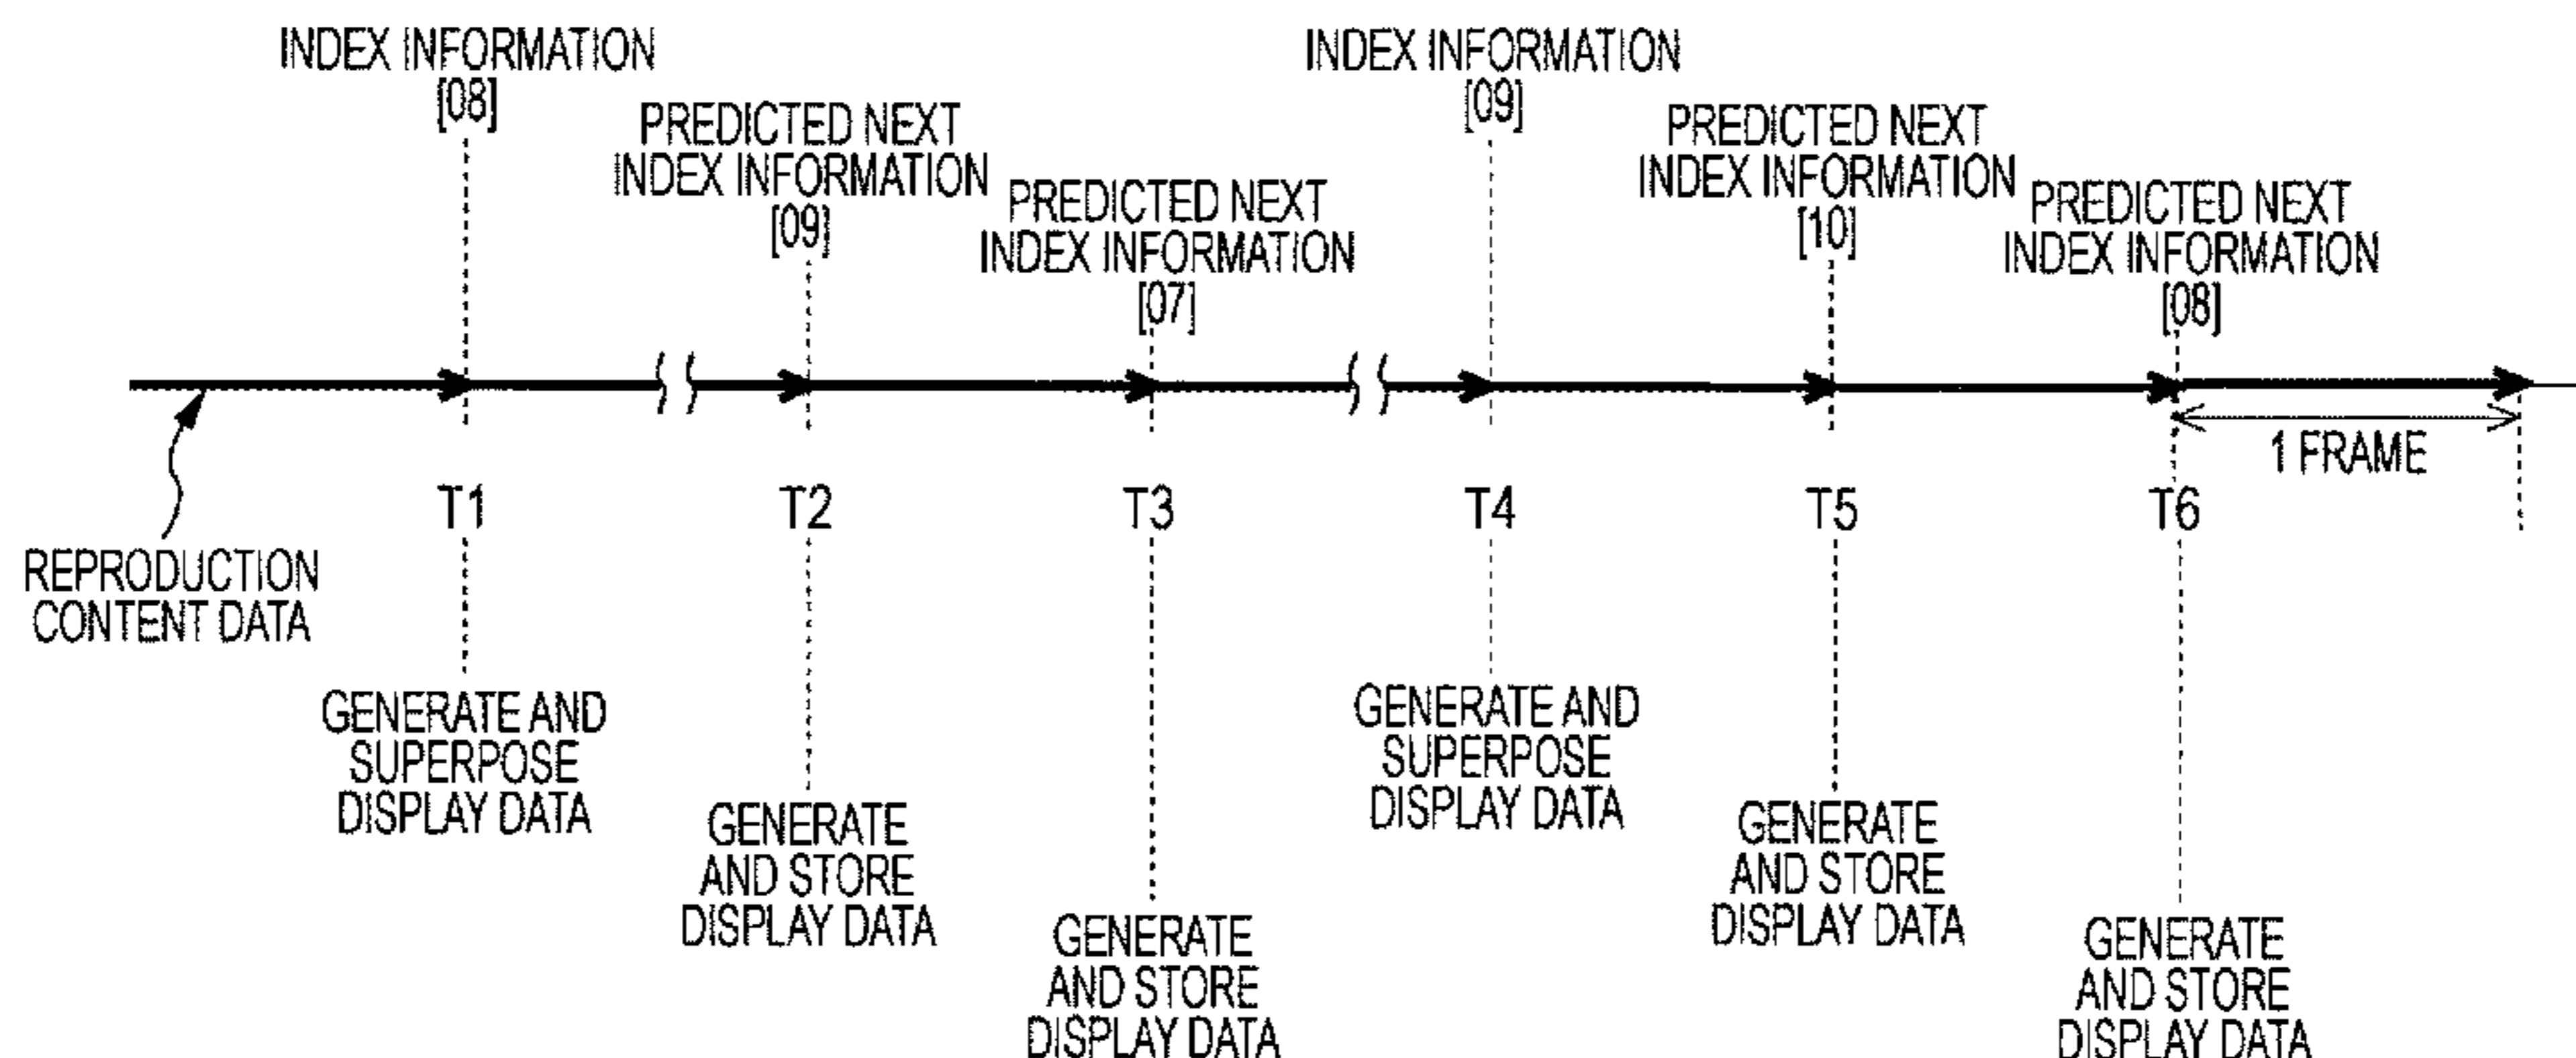 INDEX INFORMATION
[08]
PREDICTED NEXT
INDEX INFORMATION
[09]
PREDICTED NEXT
INDEX INFORMATION
[07]
INDEX INFORMATION
[09]
PREDICTED NEXT
INDEX INFORMATION
[10]
PREDICTED NEXT
INDEX INFORMATION
[08]
1 FRAME
T1
T2
T3
T4
T5
T6
REPRODUCTION
CONTENT DATA
GENERATE AND
SUPERPOSE
DISPLAY DATA
GENERATE
AND STORE
DISPLAY DATA
GENERATE
AND STORE
DISPLAY DATA
GENERATE AND
SUPERPOSE
DISPLAY DATA
GENERATE
AND STORE
DISPLAY DATA
GENERATE
AND STORE
DISPLAY DATA